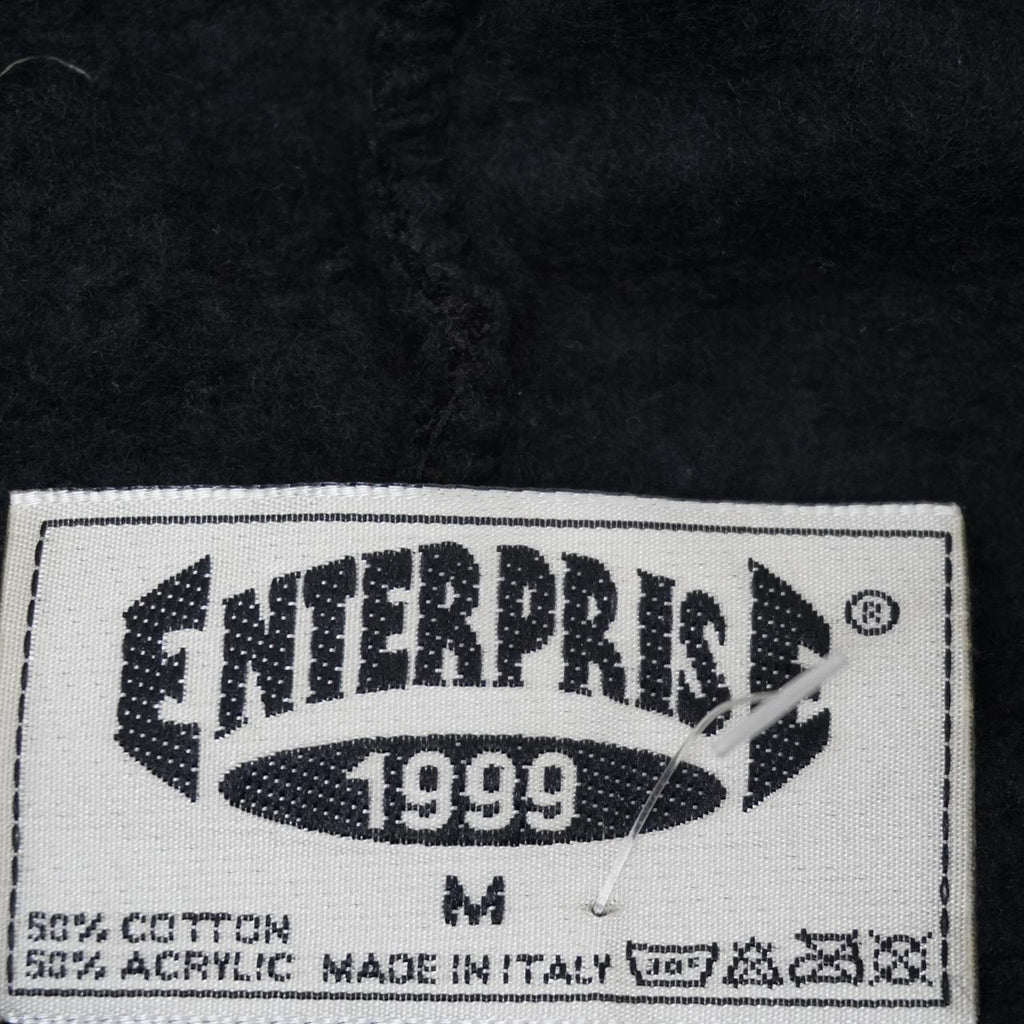 ENTERPRISE ®
1999
M
50% COTTON
50% ACRYLIC MADE IN ITALY 30°